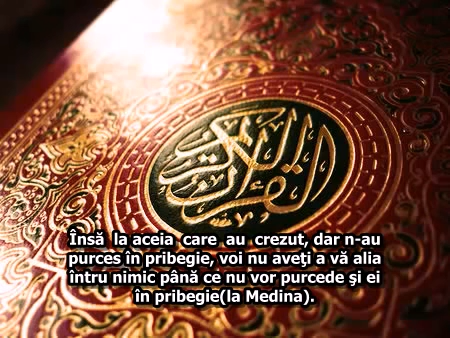 القرآن الكريم
Însă la aceia care au crezut, dar n-au
purces în pribegie, voi nu aveţi a vă alia
întru nimic până ce nu vor purcede şi ei
în pribegie(la Medina).